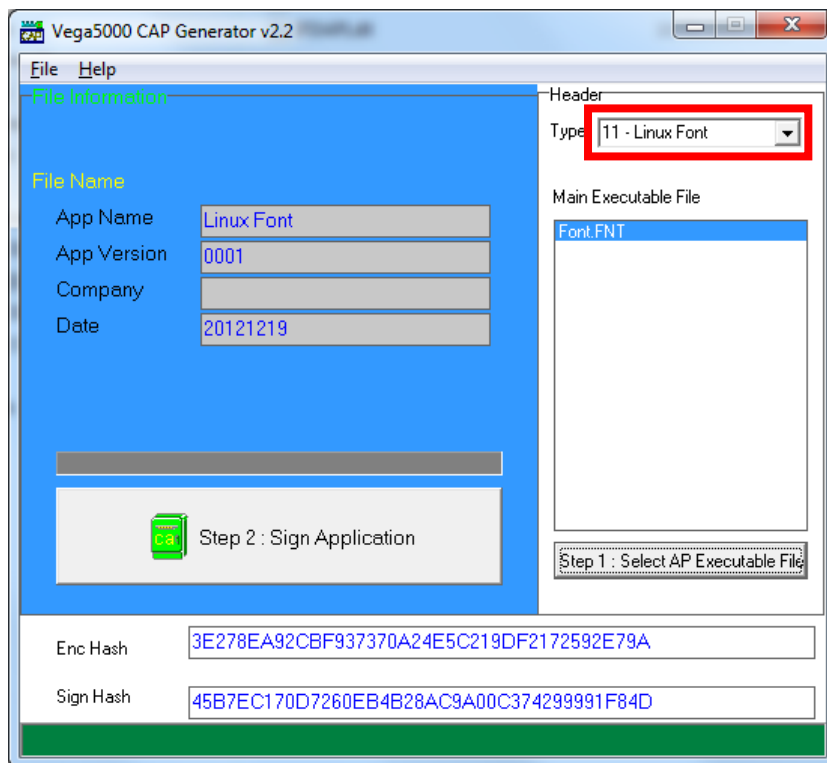 Vega5000 CAP Generator v2.2
File Help
File Information
File Name
App Name Linux Font
App Version 0001
Company
Date 20121219
ca1
Step 2 : Sign Application
Header
Type 11 - Linux Font
Main Executable File
Font.FNT
Step 1 : Select AP Executable File
Enc Hash 3E278EA92CBF937370A24E5C219DF2172592E79A
Sign Hash 45B7EC170D7260EB4B28AC9A00C374299991F84D